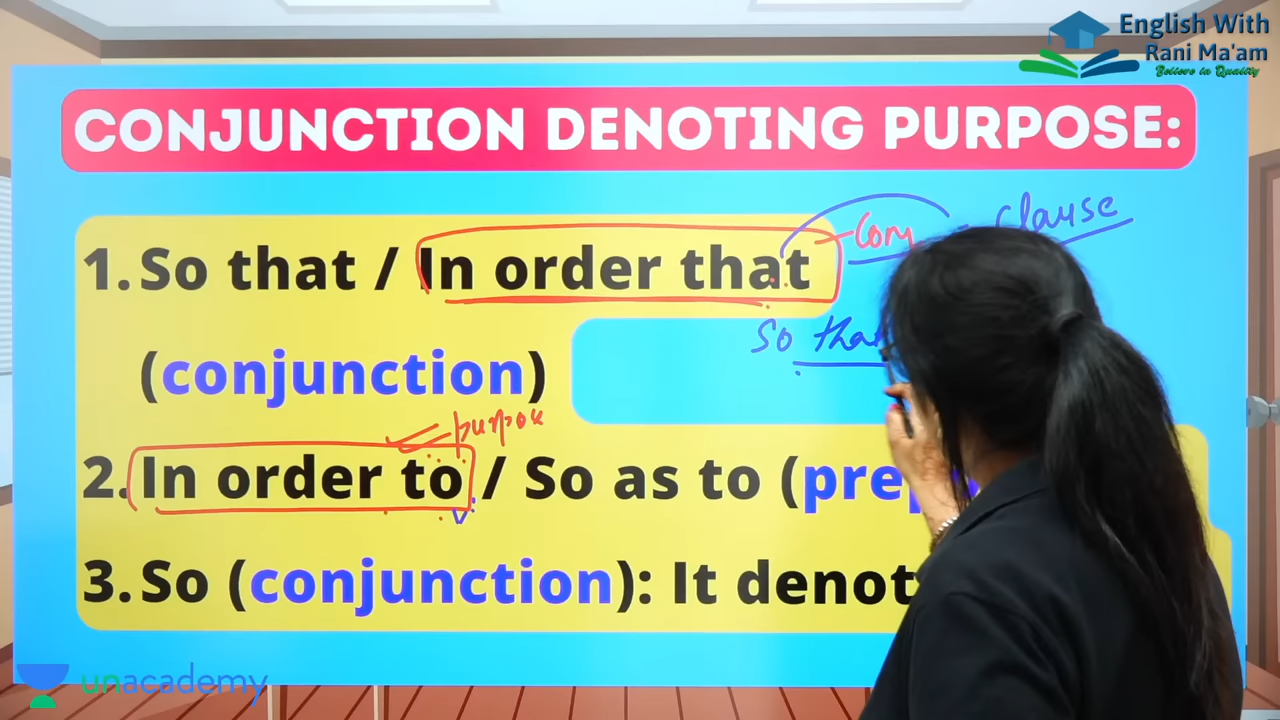 English With
Rani Ma'am
Believe in Quality
CONJUNCTION DENOTING PURPOSE:
Clause
1. So that / In order that
So that
(conjunction)
2. In order to / So as to (prep
v
3. So (conjunction): It denot
unacademy